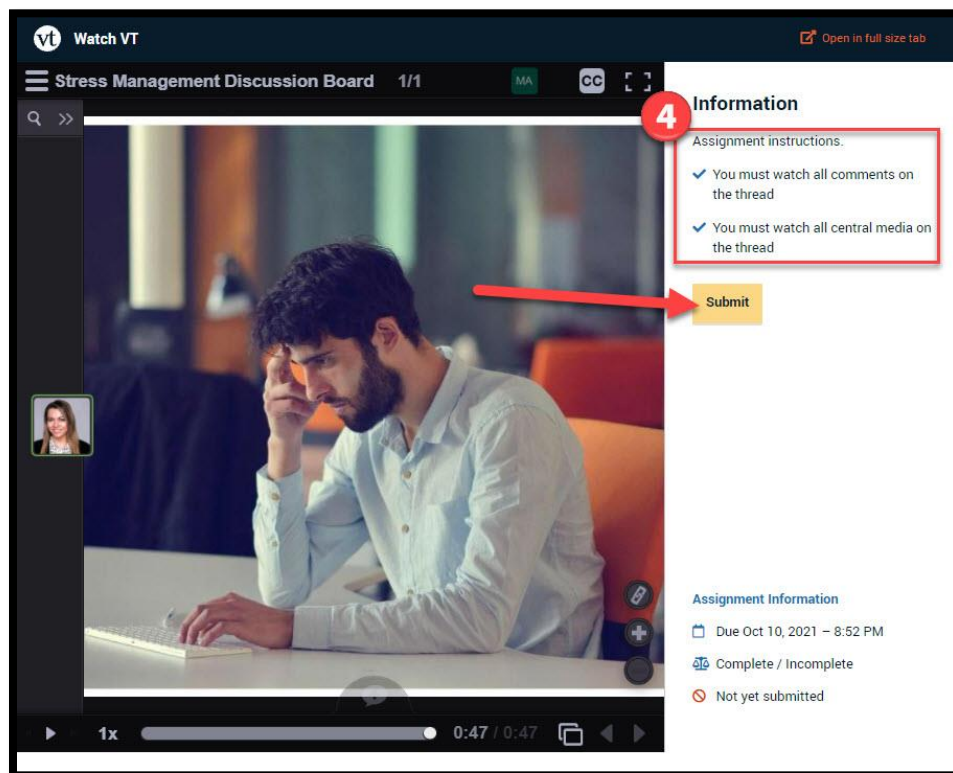 vt Watch VT
Open in full size tab
Stress Management Discussion Board 1/1 MA CC
4
Information
Assignment instructions.
You must watch all comments on
the thread
You must watch all central media on
the thread
Submit
Assignment Information
Due Oct 10, 2021 – 8:52 PM
Complete / Incomplete
Not yet submitted
1x 0:47 / 0:47